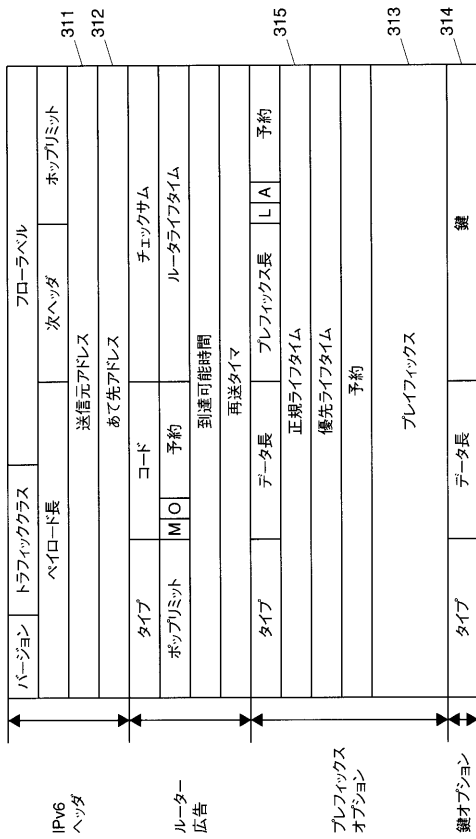 IPv6
ヘッダ
バージョン トラフィッククラス フローラベル
ペイロード長 次ヘッダ ホップリミット
送信元アドレス 311
あて先アドレス 312
ルーター
広告
タイプ コード チェックサム
ポップリミット M O 予約 ルータライフタイム
到達可能時間
再送タイマ
プレフィックス
オプション
タイプ データ長 プレフィックス長 L A 予約
正規ライフタイム 315
優先ライフタイム
予約
プレイフィックス 313
鍵オプション
タイプ データ長 鍵 314